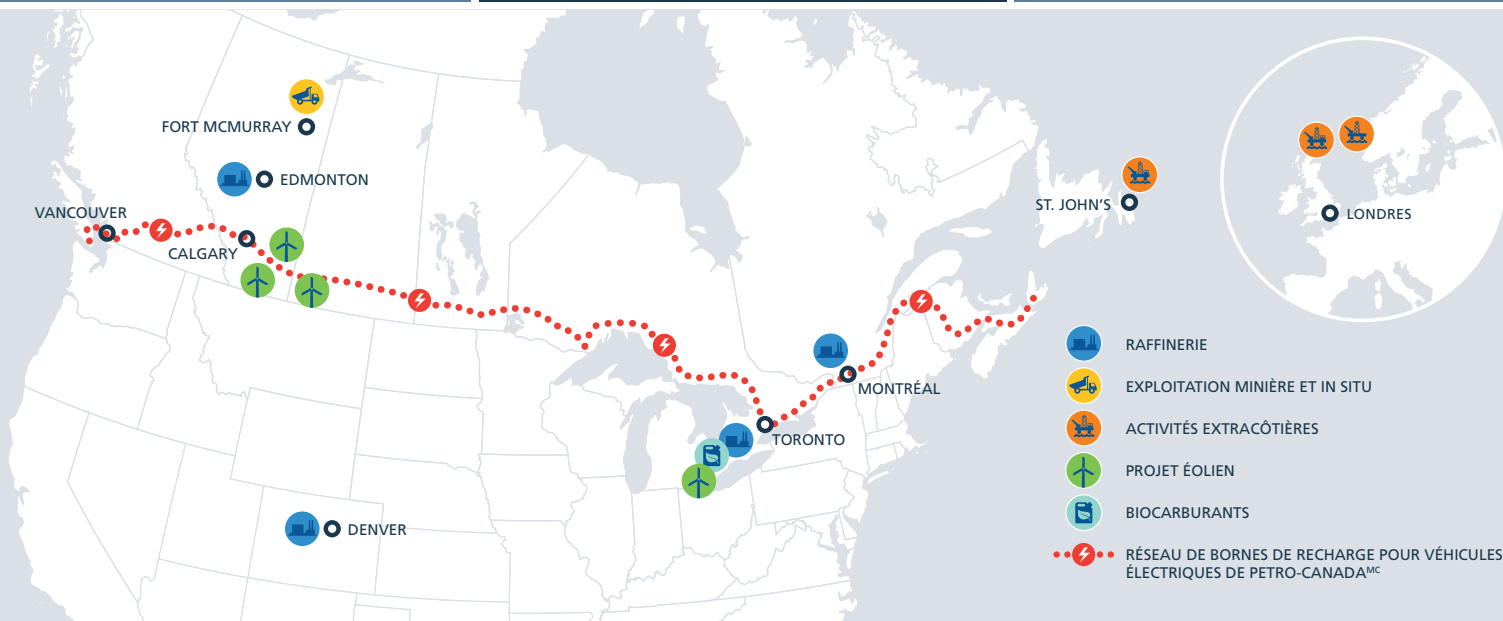 FORT MCMURRAY
EDMONTON
VANCOUVER
CALGARY
ST. JOHN'S
LONDRES
RAFFINERIE
EXPLOITATION MINIÈRE ET IN SITU
MONTRÉAL
ACTIVITÉS EXTRACÔTIÈRES
TORONTO
PROJET ÉOLIEN
BIOCARBURANTS
DENVER
RÉSEAU DE BORNES DE RECHARGE POUR VÉHICULES
ÉLECTRIQUES DE PETRO-CANADAᴹᶜ